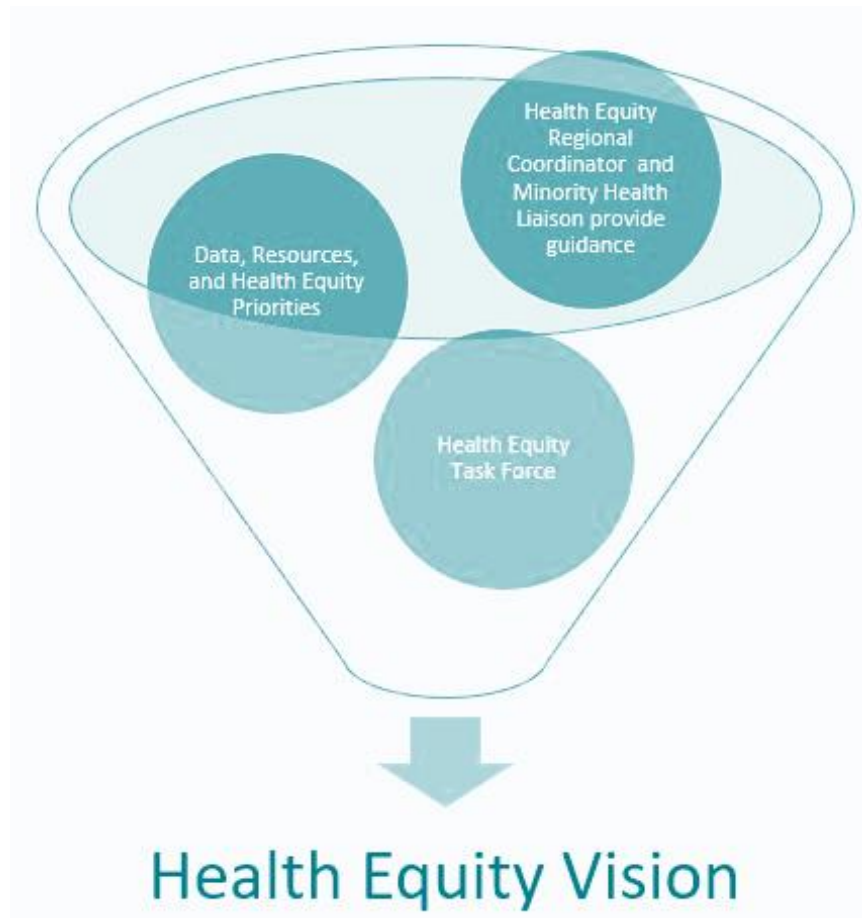 Health Equity
Regional
Coordinator and
Minority Health
Liaison provide
guidance
Data, Resources,
and Health Equity
Priorities
Health Equity
Task Force
Health Equity Vision